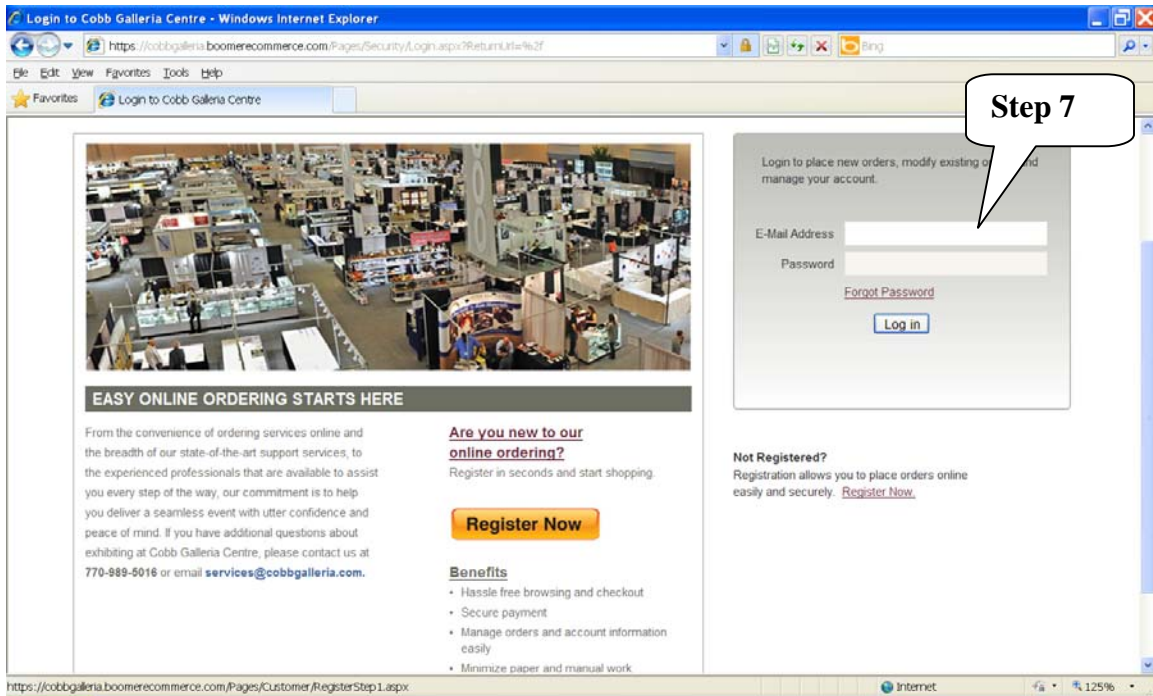 Login to Cobb Galleria Centre - Windows Internet Explorer
https://cobbgalleria.boomerecommerce.com/Pages/Security/Login.aspx?ReturnUrl=%2f
Bing
File Edit View Favorites Tools Help
Favorites
Login to Cobb Galleria Centre
Step 7
Login to place new orders, modify existing and
manage your account.
E-Mail Address
Password
Forgot Password
Log in
EASY ONLINE ORDERING STARTS HERE
From the convenience of ordering services online and
the breadth of our state-of-the-art support services, to
the experienced professionals that are available to assist
you every step of the way, our commitment is to help
you deliver a seamless event with utter confidence and
peace of mind. If you have additional questions about
exhibiting at Cobb Galleria Centre, please contact us at
770-989-5016 or email services@cobbgalleria.com.
Are you new to our
online ordering?
Register in seconds and start shopping.
Register Now
Benefits
• Hassle free browsing and checkout
• Secure payment
• Manage orders and account information
easily
• Minimize paper and manual work
Not Registered?
Registration allows you to place orders online
easily and securely. Register Now.
https://cobbgalleria.boomerecommerce.com/Pages/Customer/RegisterStep1.aspx
Internet
125%